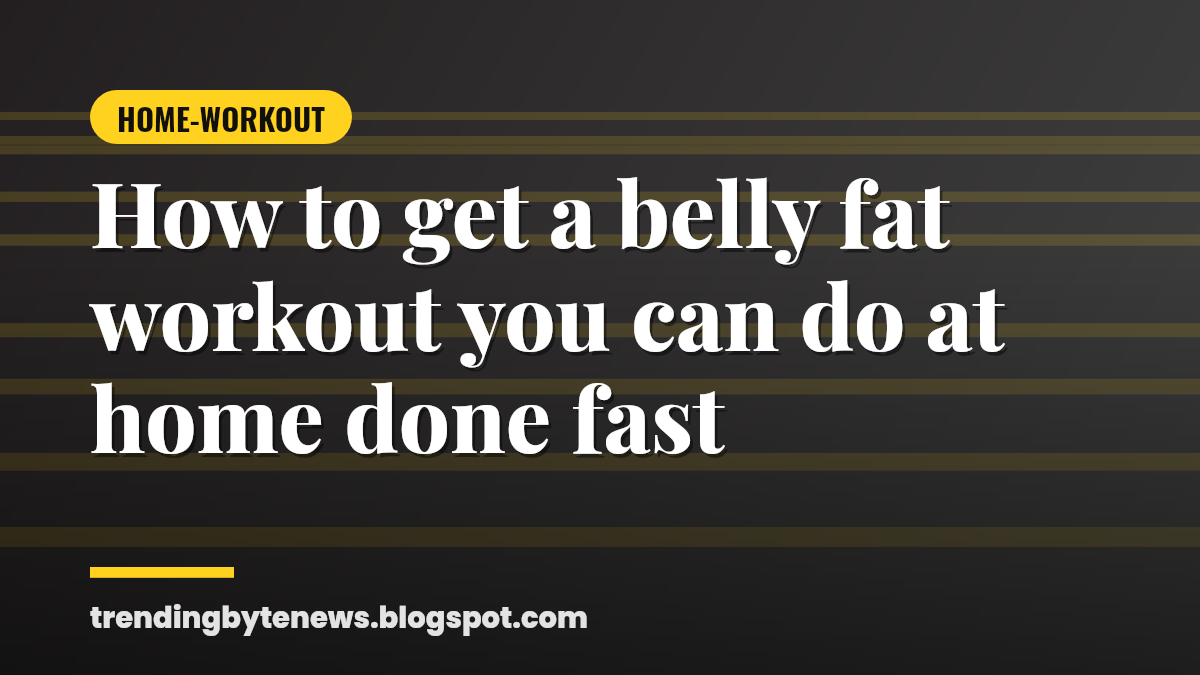 HOME-WORKOUT
How to get a belly fat
workout you can do at
home done fast
trendingbytenews.blogspot.com